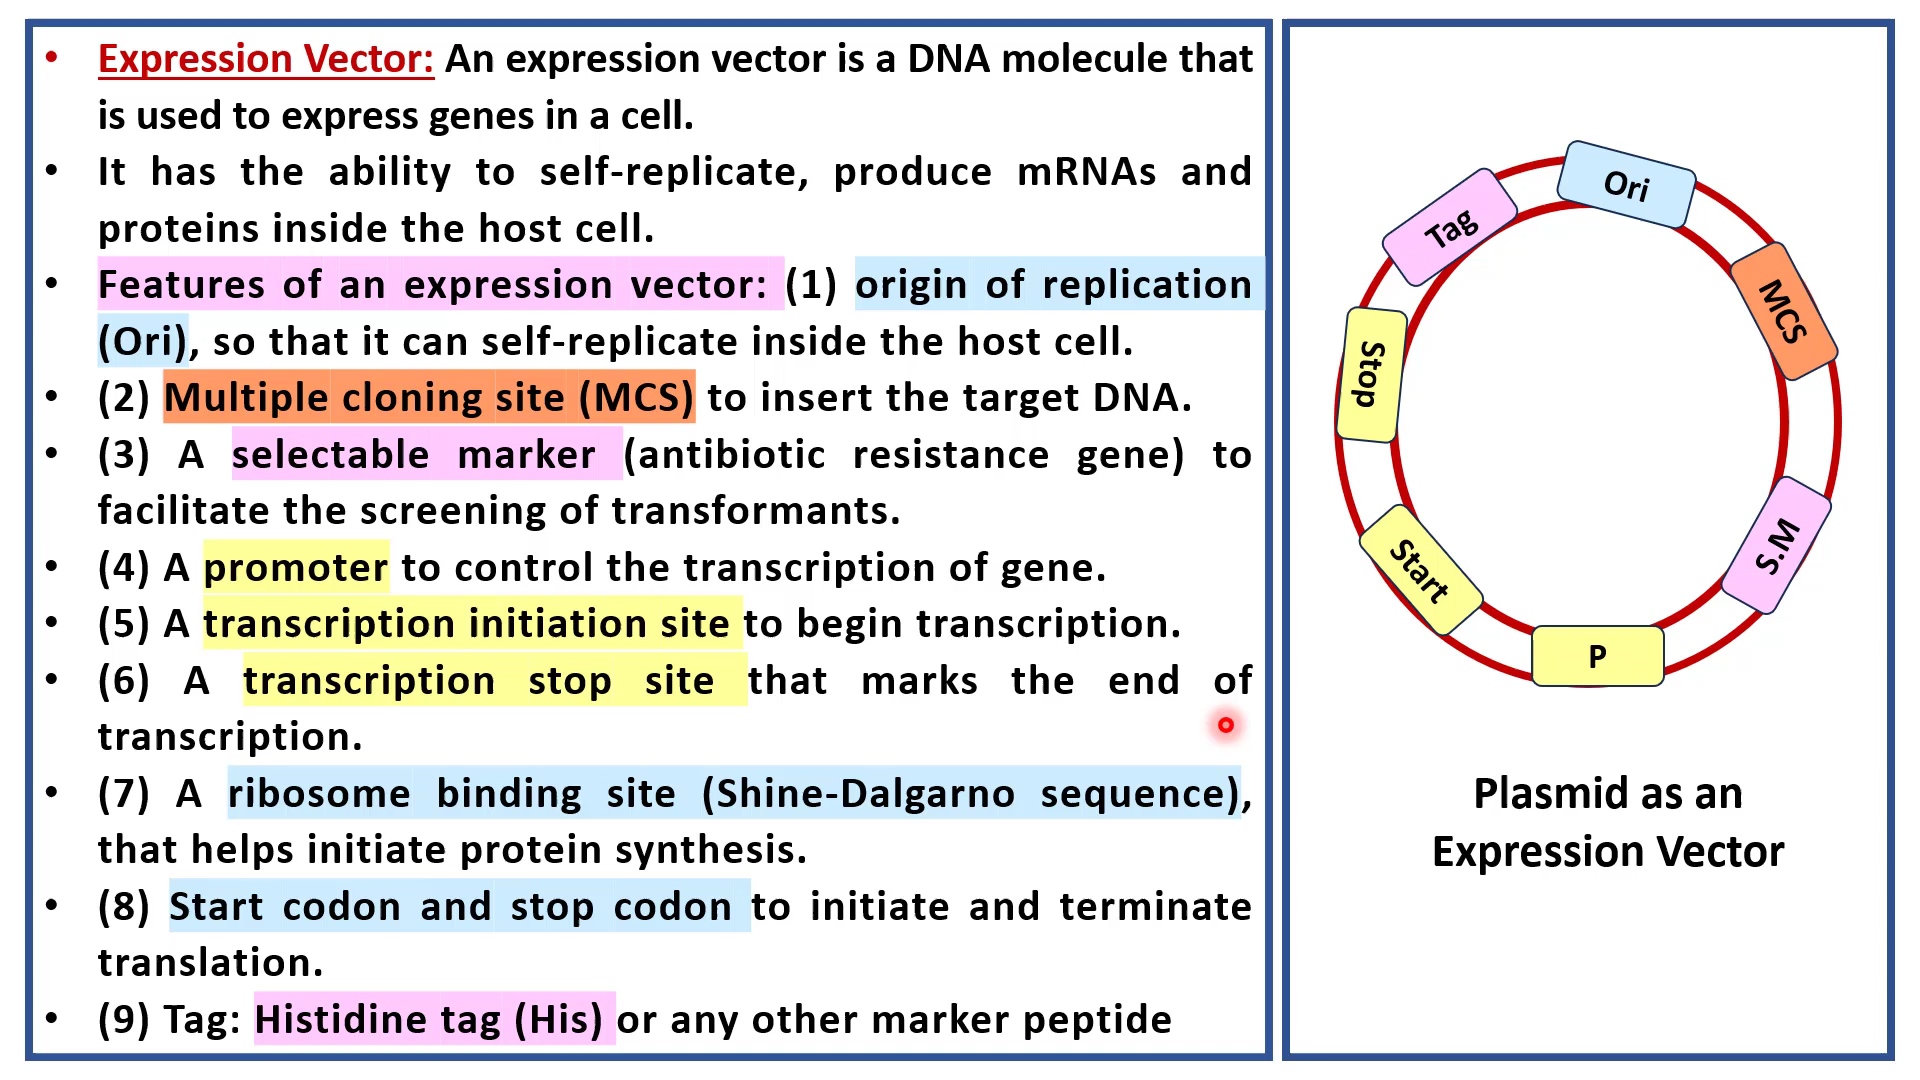 • Expression Vector: An expression vector is a DNA molecule that
is used to express genes in a cell.
• It has the ability to self-replicate, produce mRNAs and
proteins inside the host cell.
• Features of an expression vector: (1) origin of replication
(Ori), so that it can self-replicate inside the host cell.
• (2) Multiple cloning site (MCS) to insert the target DNA.
• (3) A selectable marker (antibiotic resistance gene) to
facilitate the screening of transformants.
• (4) A promoter to control the transcription of gene.
• (5) A transcription initiation site to begin transcription.
• (6) A transcription stop site that marks the end of
transcription.
• (7) A ribosome binding site (Shine-Dalgarno sequence),
that helps initiate protein synthesis.
• (8) Start codon and stop codon to initiate and terminate
translation.
• (9) Tag: Histidine tag (His) or any other marker peptide
Ori
MCS
S.M
P
Start
Stop
Tag
Plasmid as an
Expression Vector